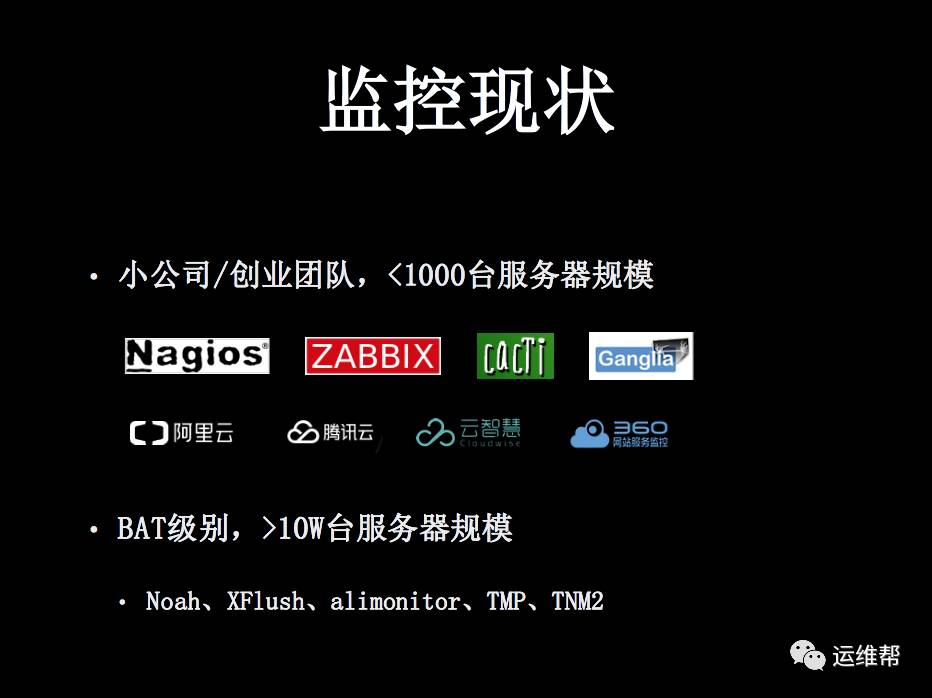 监控现状
• 小公司/创业团队，<1000台服务器规模
Nagios® ZABBIX cacti Ganglia
阿里云 腾讯云 云智慧 Cloudwise 360 网站服务监控
• BAT级别，>10W台服务器规模
• Noah、XFlush、alimonitor、TMP、TNM2
运维帮